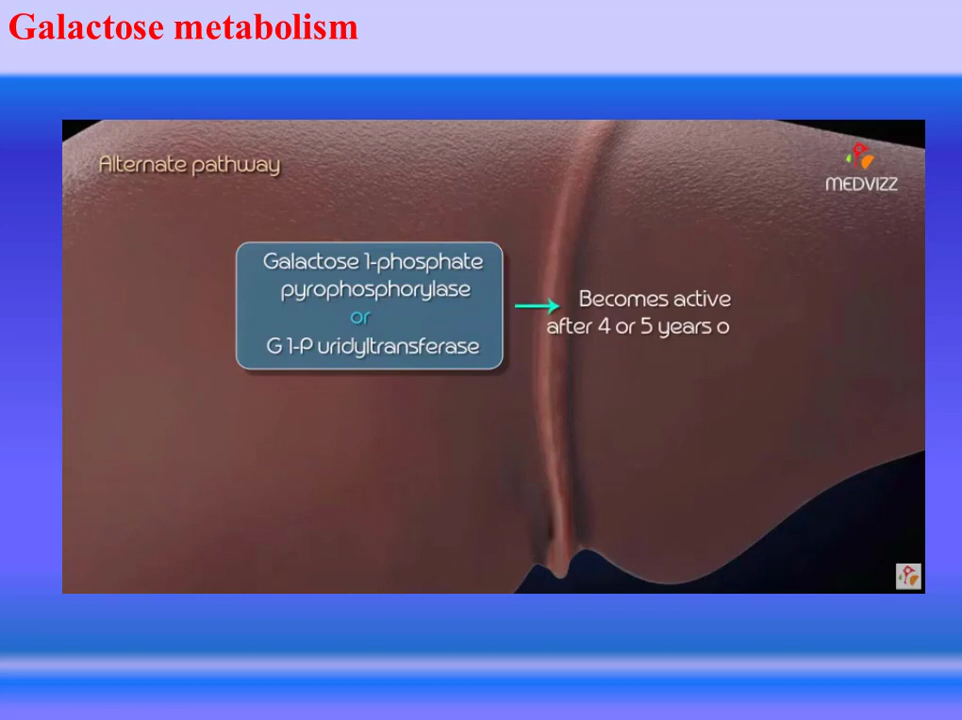 Galactose metabolism
Alternate pathway
MEDVIZZ
Galactose 1-phosphate
pyrophosphorylase
or
G 1-P uridyltransferase
Becomes active
after 4 or 5 years o